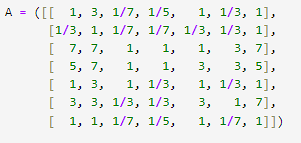 A = ([[ 1, 3, 1/7, 1/5, 1, 1/3, 1],
[1/3, 1, 1/7, 1/7, 1/3, 1/3, 1],
[ 7, 7, 1, 1, 1, 3, 7],
[ 5, 7, 1, 1, 3, 3, 5],
[ 1, 3, 1, 1/3, 1, 1/3, 1],
[ 3, 3, 1/3, 1/3, 3, 1, 7],
[ 1, 1, 1/7, 1/5, 1, 1/7, 1]])